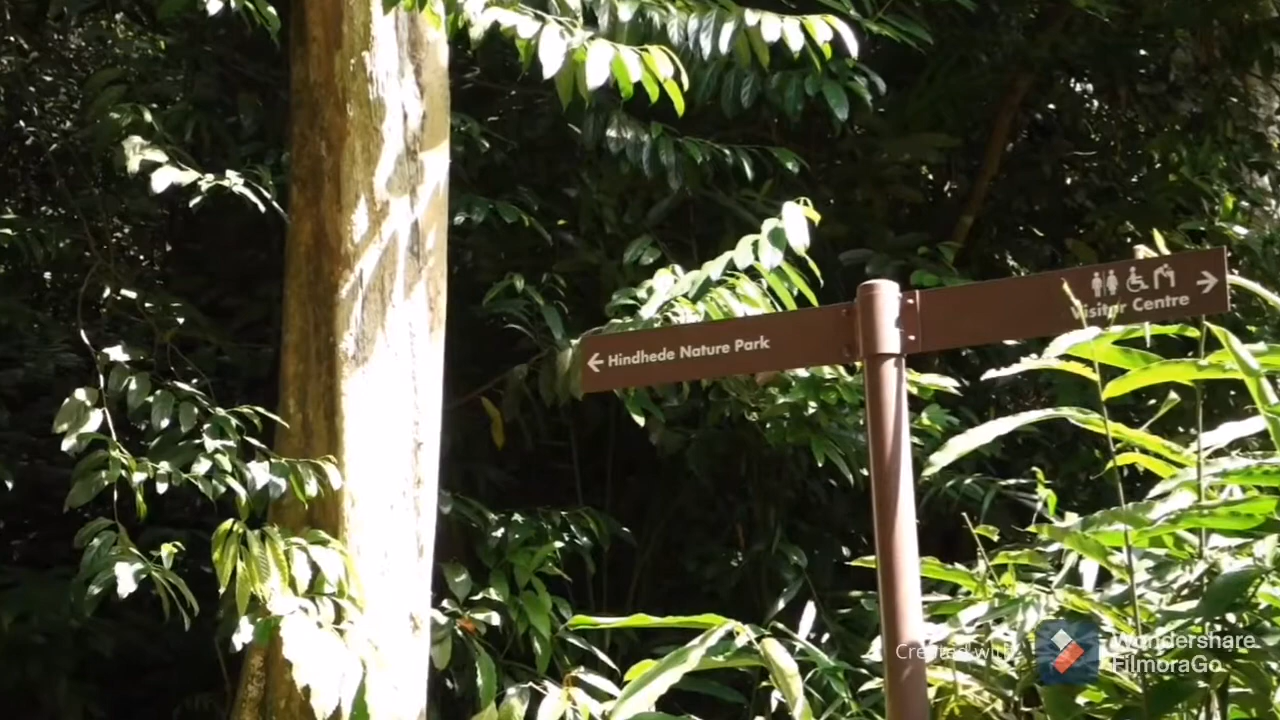 ← Hindhede Nature Park
→
Visitor Centre
Created with
Wondershare
FilmoraGo